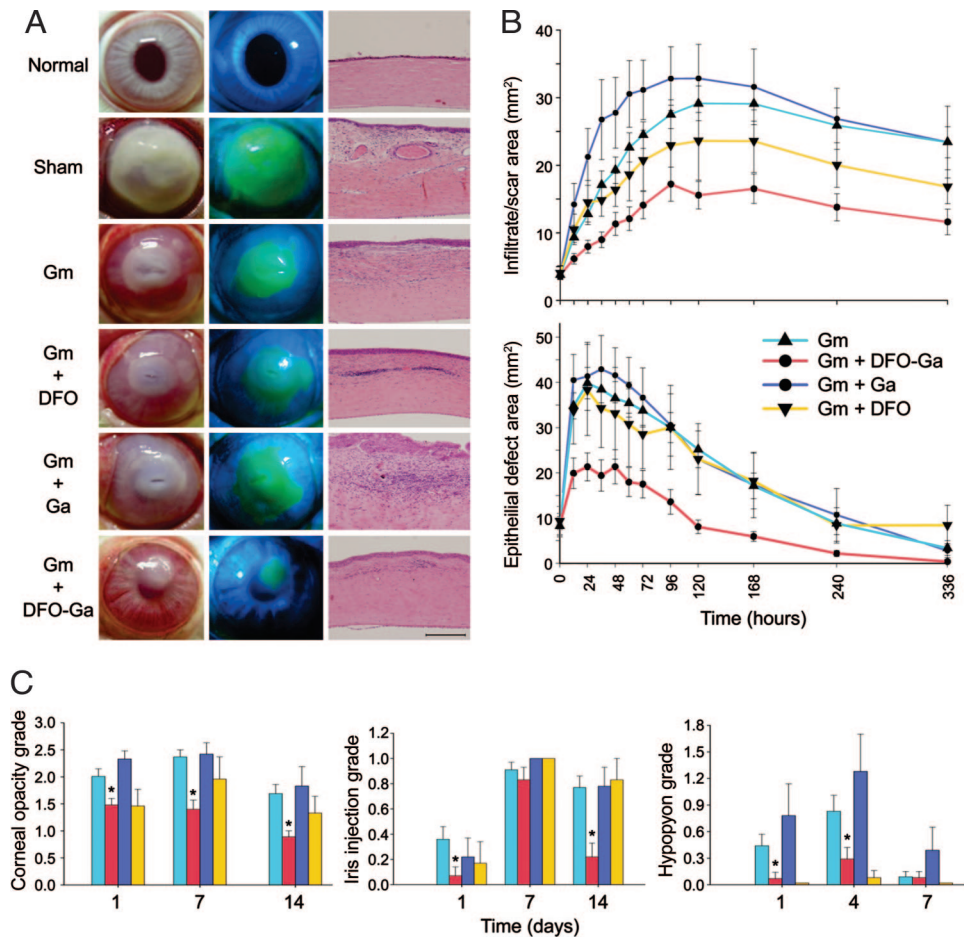 A
Normal
Sham
Gm
Gm
+
DFO
Gm
+
Ga
Gm
+
DFO-Ga
B
Infiltrate/scar area (mm²)
40
30
20
10
0
Epithelial defect area (mm²)
50
40
30
20
10
0
Gm
Gm + DFO-Ga
Gm + Ga
Gm + DFO
0
24
48
72
96
120
168
240
336
Time (hours)
C
Corneal opacity grade
3.0
2.5
2.0
1.5
1.0
0.5
0.0
*
*
*
1
7
14
Iris injection grade
1.2
1.0
0.8
0.6
0.4
0.2
0.0
*
*
1
7
14
Time (days)
Hypopyon grade
1.8
1.5
1.2
0.9
0.6
0.3
0.0
*
*
1
4
7